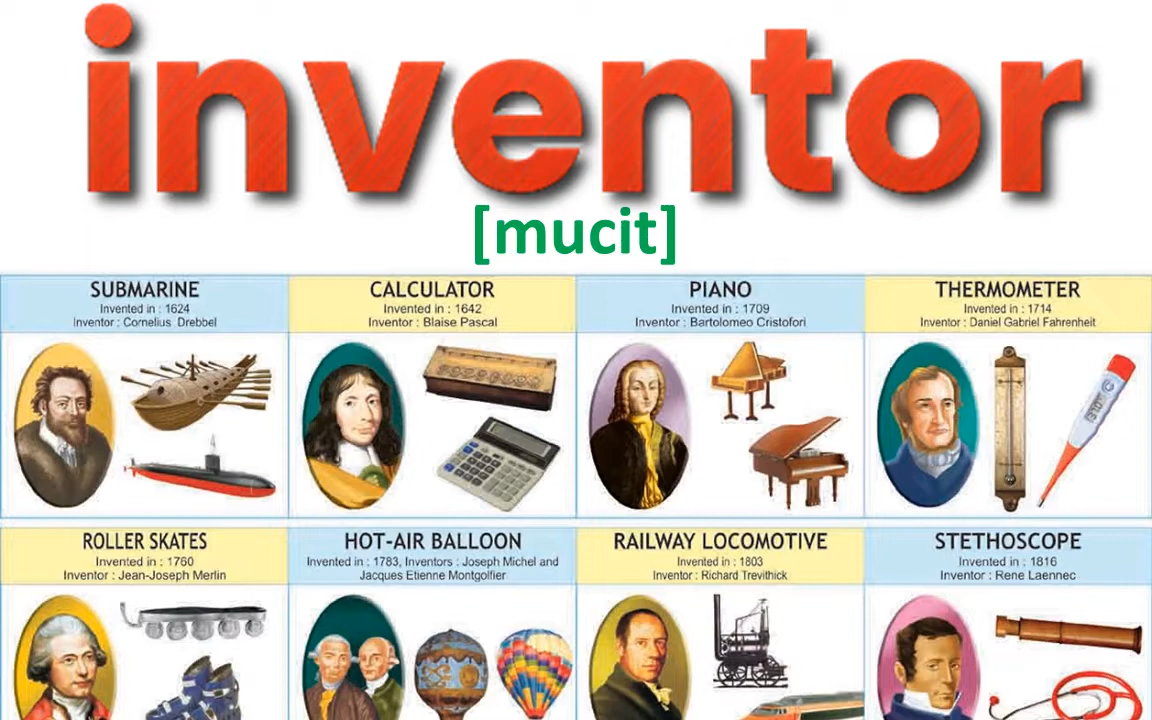 inventor
[mucit]
SUBMARINE
Invented in : 1624
Inventor : Cornelius Drebbel
CALCULATOR
Invented in : 1642
Inventor : Blaise Pascal
PIANO
Invented in : 1709
Inventor : Bartolomeo Cristofori
THERMOMETER
Invented in : 1714
Inventor : Daniel Gabriel Fahrenheit
ROLLER SKATES
Invented in : 1760
Inventor : Jean-Joseph Merlin
HOT-AIR BALLOON
Invented in : 1783, Inventors : Joseph Michel and
Jacques Etienne Montgolfier
RAILWAY LOCOMOTIVE
Invented in : 1803
Inventor : Richard Trevithick
STETHOSCOPE
Invented in : 1816
Inventor : Rene Laennec